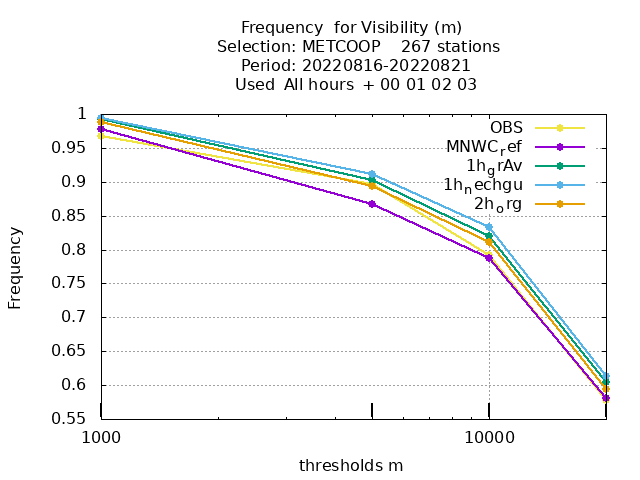 Frequency  for Visibility (m)
Selection: METCOOP    267 stations
Period: 20220816-20220821
Used  All hours  + 00 01 02 03
OBS
MNWC_ref
1h_grAv
1h_nechgu
2h_org
1
0.95
0.9
0.85
0.8
0.75
0.7
0.65
0.6
0.55
Frequency
1000
10000
thresholds m